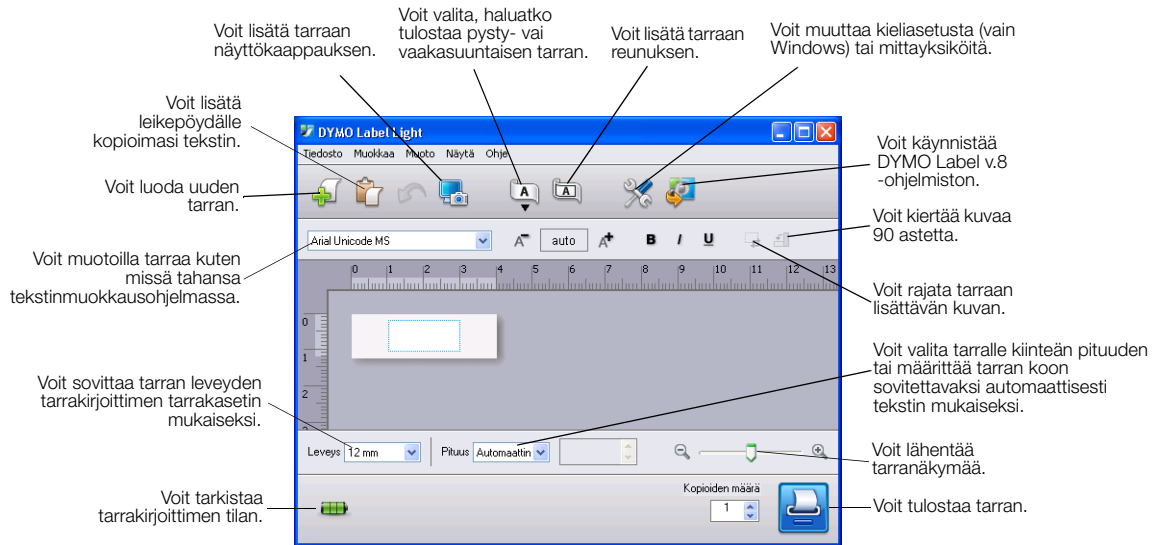 Voit lisätä tarraan
näyttökaappauksen.
Voit valita, haluatko
tulostaa pysty- vai
vaakasuuntaisen tarran.
Voit lisätä tarraan
reunuksen.
Voit muuttaa kieliasetusta (vain
Windows) tai mittayksiköitä.
Voit lisätä
leikepöydälle
kopioimasi tekstin.
Voit luoda uuden
tarran.
Voit muotoilla tarraa kuten
missä tahansa
tekstinmuokkausohjelmassa.
Voit sovittaa tarran leveyden
tarrakirjoittimen tarrakasetin
mukaiseksi.
Voit tarkistaa
tarrakirjoittimen tilan.
DYMO Label Light
Tiedosto Muokkaa Muoto Näytä Ohje
A A
Arial Unicode MS A- auto A+ B I U
0 1 2 3 4 5 6 7 8 9 10 11 12 13
0
1
2
Leveys 12 mm Pituus Automaattin
Kopioiden määrä
1
Voit käynnistää
DYMO Label v.8
-ohjelmiston.
Voit kiertää kuvaa
90 astetta.
Voit rajata tarraan
lisättävän kuvan.
Voit valita tarralle kiinteän pituuden
tai määrittää tarran koon
sovitettavaksi automaattisesti
tekstin mukaiseksi.
Voit lähentää
tarranäkymää.
Voit tulostaa tarran.